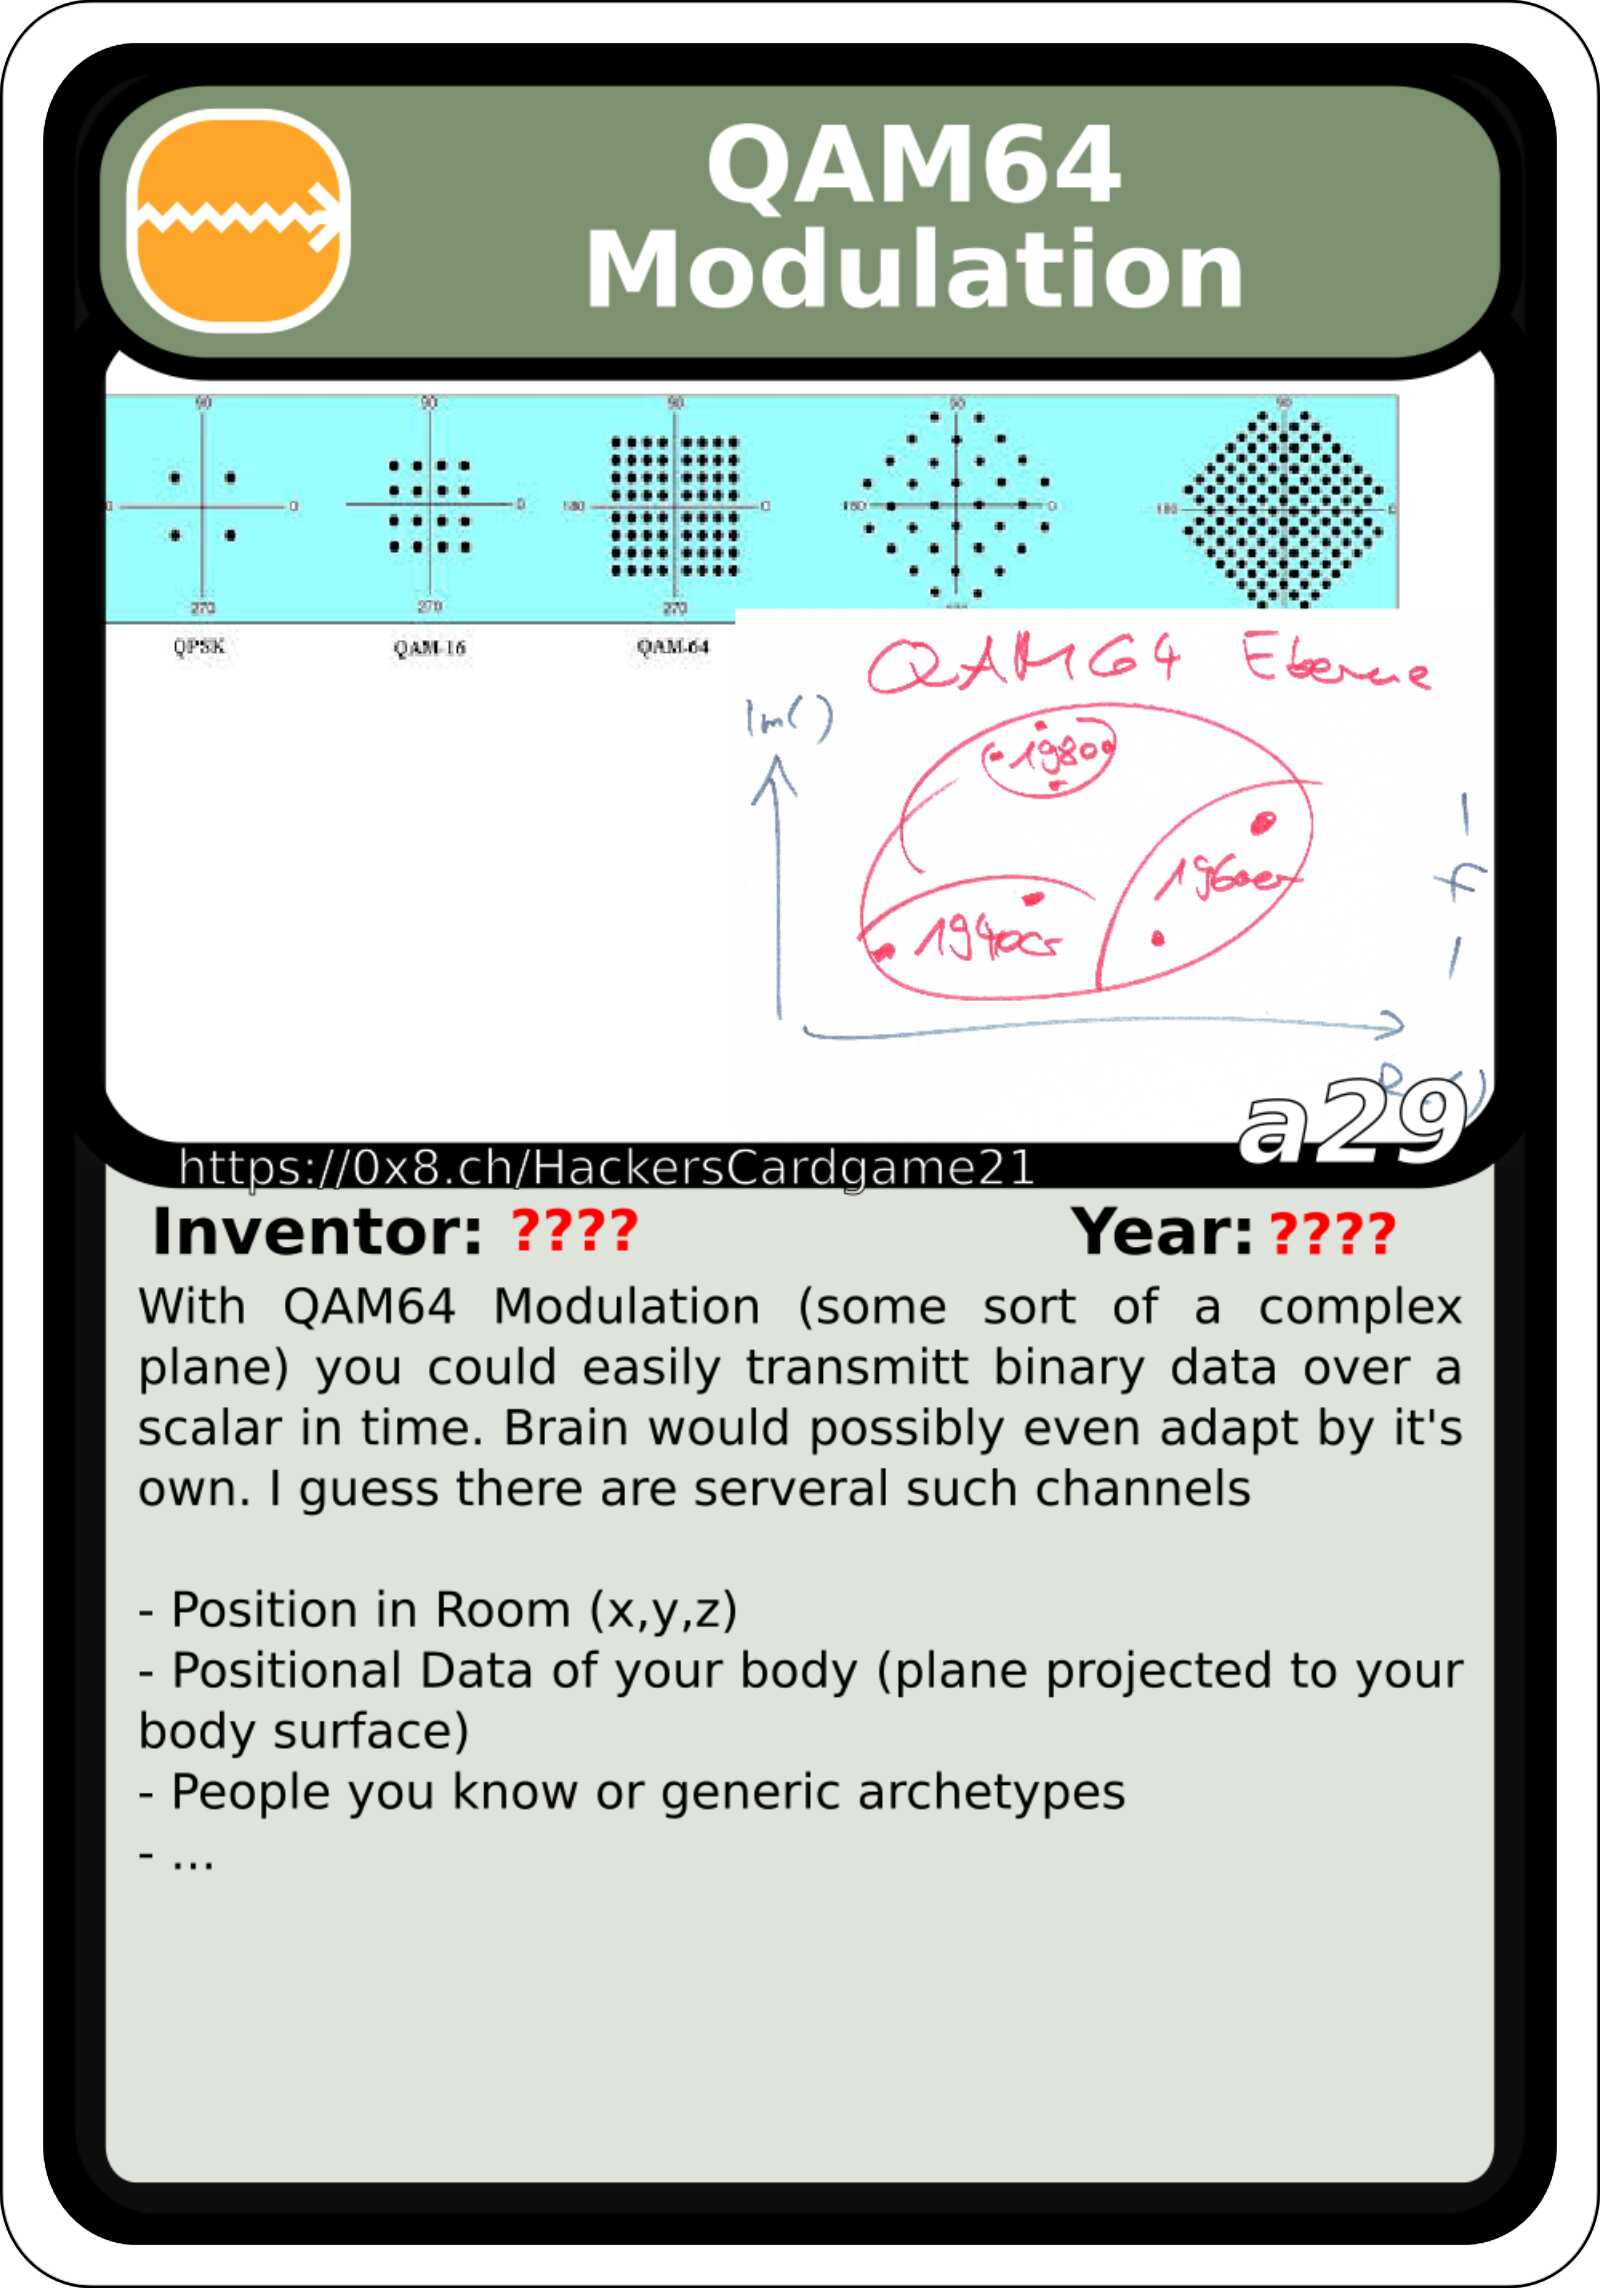 QAM64
Modulation
90
90
90
90
90
0
0
180
0
180
0
180
270
270
270
QPSK
QAM-16
QAM-64
QAM64 Ebene
Im()
1980
1960er
1940er
a29
https://0x8.ch/HackersCardgame21
Inventor: ????
Year: ????
With QAM64 Modulation (some sort of a complex
plane) you could easily transmitt binary data over a
scalar in time. Brain would possibly even adapt by it's
own. I guess there are serveral such channels
- Position in Room (x,y,z)
- Positional Data of your body (plane projected to your
body surface)
- People you know or generic archetypes
- ...